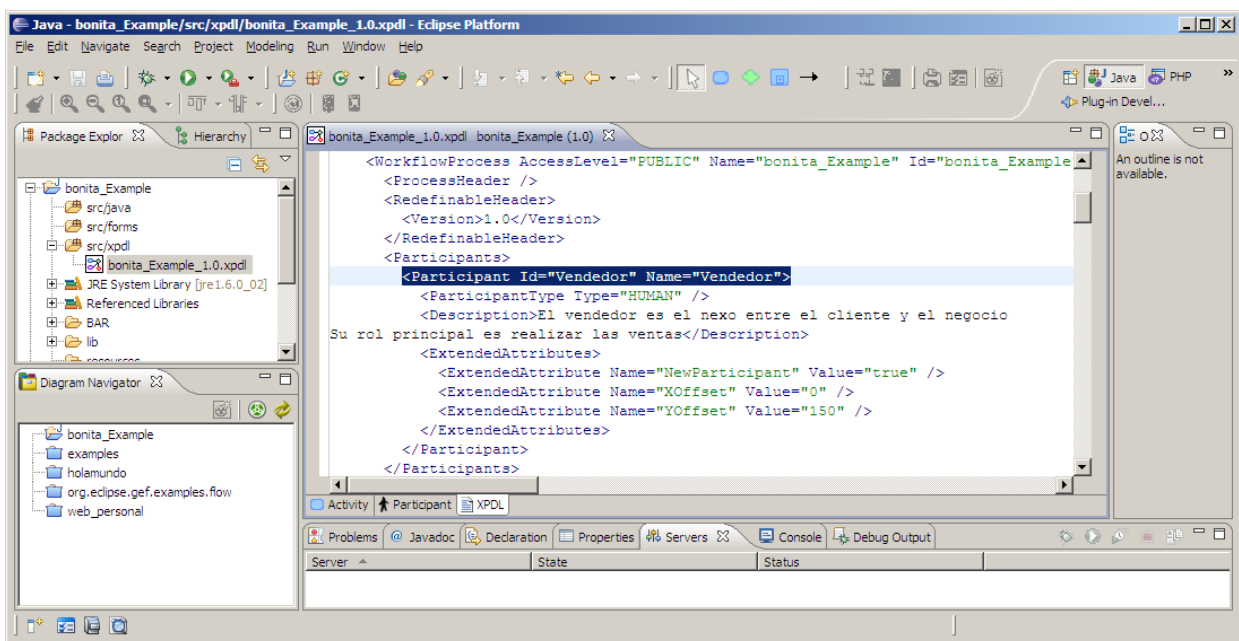 Java - bonita_Example/src/xpdl/bonita_Example_1.0.xpdl - Eclipse Platform
File Edit Navigate Search Project Modeling Run Window Help
Java PHP »
Plug-in Devel...
Package Explor Hierarchy
bonita_Example
src/java
src/forms
src/xpdl
bonita_Example_1.0.xpdl
JRE System Library [jre1.6.0_02]
Referenced Libraries
BAR
lib
resources
Diagram Navigator
bonita_Example
examples
holamundo
org.eclipse.gef.examples.flow
web_personal
bonita_Example_1.0.xpdl bonita_Example (1.0)
<WorkflowProcess AccessLevel="PUBLIC" Name="bonita_Example" Id="bonita_Example
<ProcessHeader />
<RedefinableHeader>
<Version>1.0</Version>
</RedefinableHeader>
<Participants>
<Participant Id="Vendedor" Name="Vendedor">
<ParticipantType Type="HUMAN" />
<Description>El vendedor es el nexo entre el cliente y el negocio
Su rol principal es realizar las ventas</Description>
<ExtendedAttributes>
<ExtendedAttribute Name="NewParticipant" Value="true" />
<ExtendedAttribute Name="XOffset" Value="0" />
<ExtendedAttribute Name="YOffset" Value="150" />
</ExtendedAttributes>
</Participant>
</Participants>
Activity Participant XPDL
O
An outline is not
available.
Problems @ Javadoc Declaration Properties Servers Console Debug Output
Server State Status